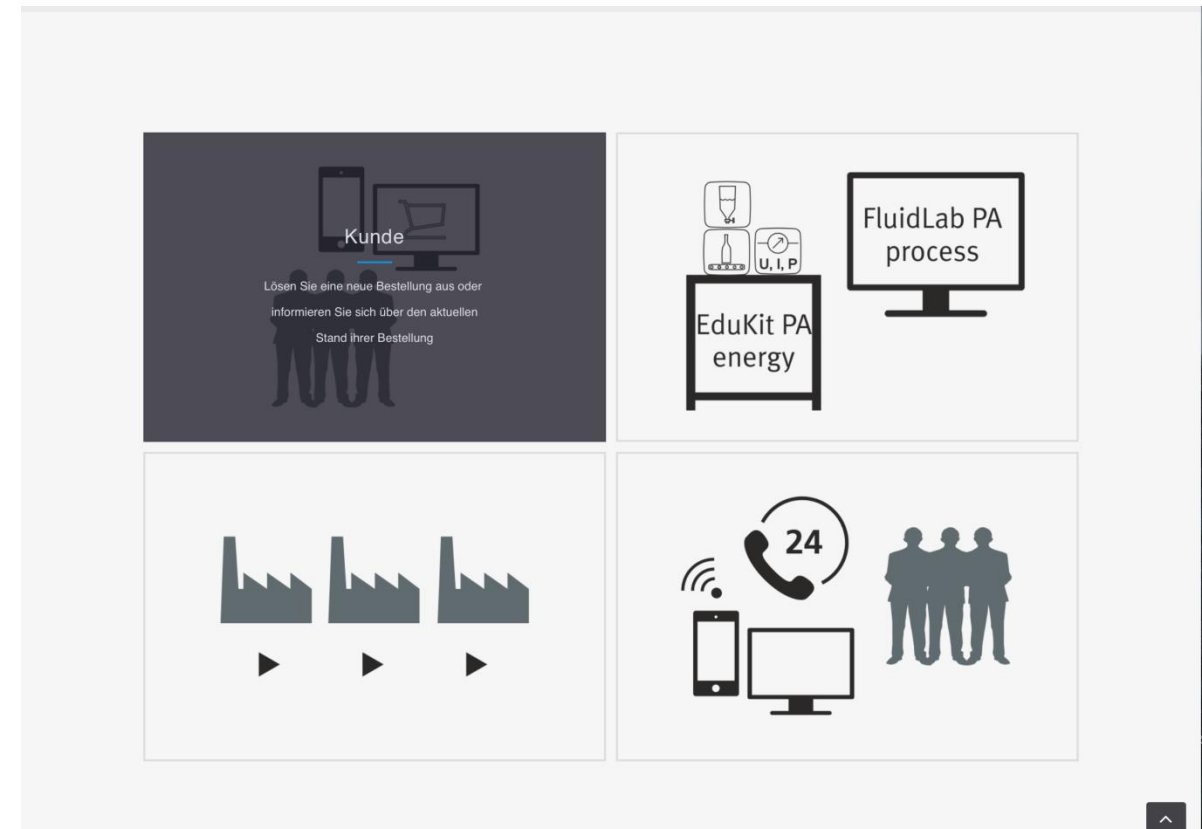 Kunde
Lösen Sie eine neue Bestellung aus oder
informieren Sie sich über den aktuellen
Stand ihrer Bestellung
FluidLab PA
process
U, I, P
EduKit PA
energy
24